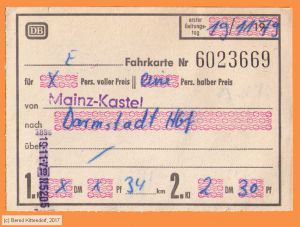 DB erster Geltungstag 19/11 1979
E
Fahrkarte Nr 6023669
für X Pers. voller Preis / eine Pers. halber Preis
von Mainz-Kastel
nach Darmstadt Hbf
über
1. Kl X DM X Pf 34 km 2. Kl 2 DM 30 Pf
(c) Bernd Kittendorf, 2017